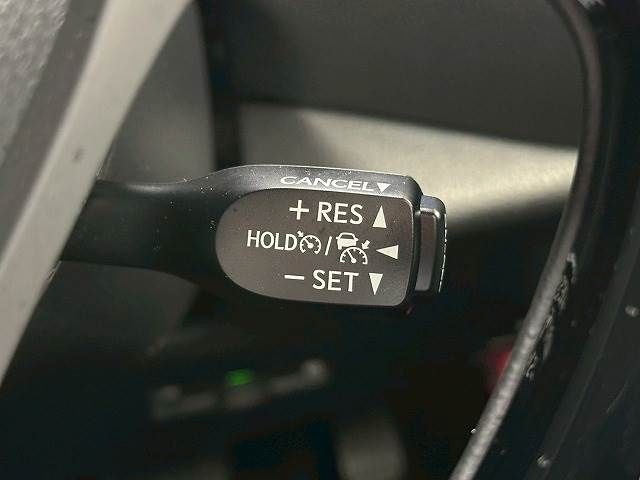 CANCEL▼
+ RES ▲
HOLD / ◀
− SET ▼